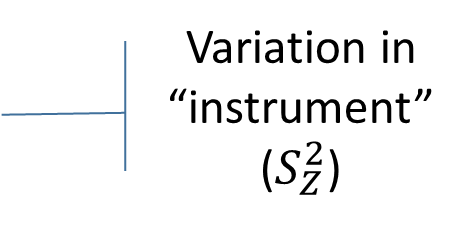 Variation in
“instrument”
($S_Z^2$)